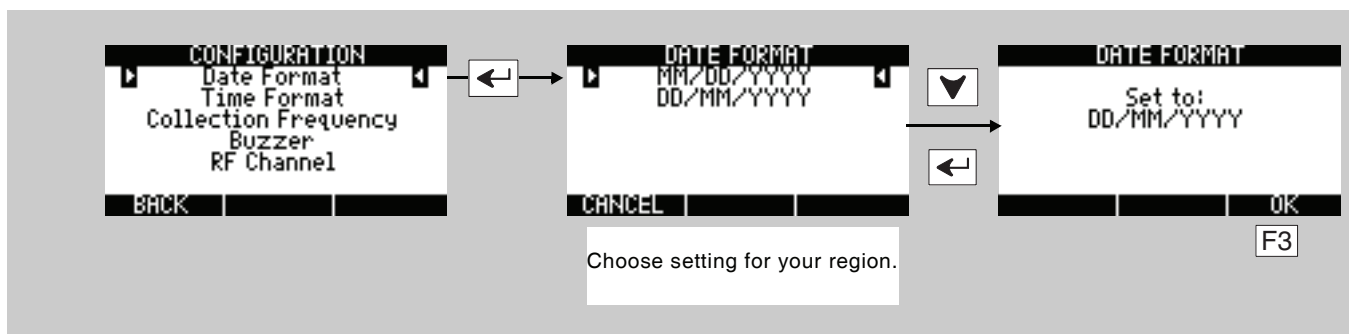 CONFIGURATION
Date Format
Time Format
Collection Frequency
Buzzer
RF Channel
BACK
DATE FORMAT
MM/DD/YYYY
DD/MM/YYYY
CANCEL
Choose setting for your region.
DATE FORMAT
Set to:
DD/MM/YYYY
OK
F3